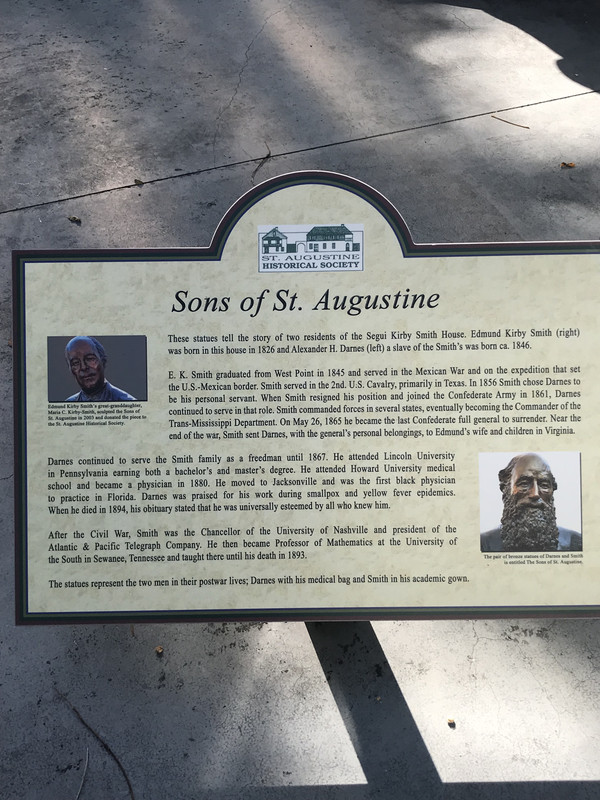 ST. AUGUSTINE
HISTORICAL SOCIETY
Sons of St. Augustine
These statues tell the story of two residents of the Segui Kirby Smith House. Edmund Kirby Smith (right)
was born in this house in 1826 and Alexander H. Darnes (left) a slave of the Smith's was born ca. 1846.
E. K. Smith graduated from West Point in 1845 and served in the Mexican War and on the expedition that set
the U.S.-Mexican border. Smith served in the 2nd. U.S. Cavalry, primarily in Texas. In 1856 Smith chose Darnes to
be his personal servant. When Smith resigned his position and joined the Confederate Army in 1861, Darnes
continued to serve in that role. Smith commanded forces in several states, eventually becoming the Commander of the
Trans-Mississippi Department. On May 26, 1865 he became the last Confederate full general to surrender. Near the
end of the war, Smith sent Darnes, with the general's personal belongings, to Edmund's wife and children in Virginia.
Edmund Kirby Smith's great-granddaughter,
Maria C. Kirby-Smith, sculpted the Sons of
St. Augustine in 2003 and donated the piece to
the St. Augustine Historical Society.
Darnes continued to serve the Smith family as a freedman until 1867. He attended Lincoln University
in Pennsylvania earning both a bachelor's and master's degree. He attended Howard University medical
school and became a physician in 1880. He moved to Jacksonville and was the first black physician
to practice in Florida. Darnes was praised for his work during smallpox and yellow fever epidemics.
When he died in 1894, his obituary stated that he was universally esteemed by all who knew him.
After the Civil War, Smith was the Chancellor of the University of Nashville and president of the
Atlantic & Pacific Telegraph Company. He then became Professor of Mathematics at the University of
the South in Sewanee, Tennessee and taught there until his death in 1893.
The pair of bronze statues of Darnes and Smith
is entitled The Sons of St. Augustine.
The statues represent the two men in their postwar lives; Darnes with his medical bag and Smith in his academic gown.